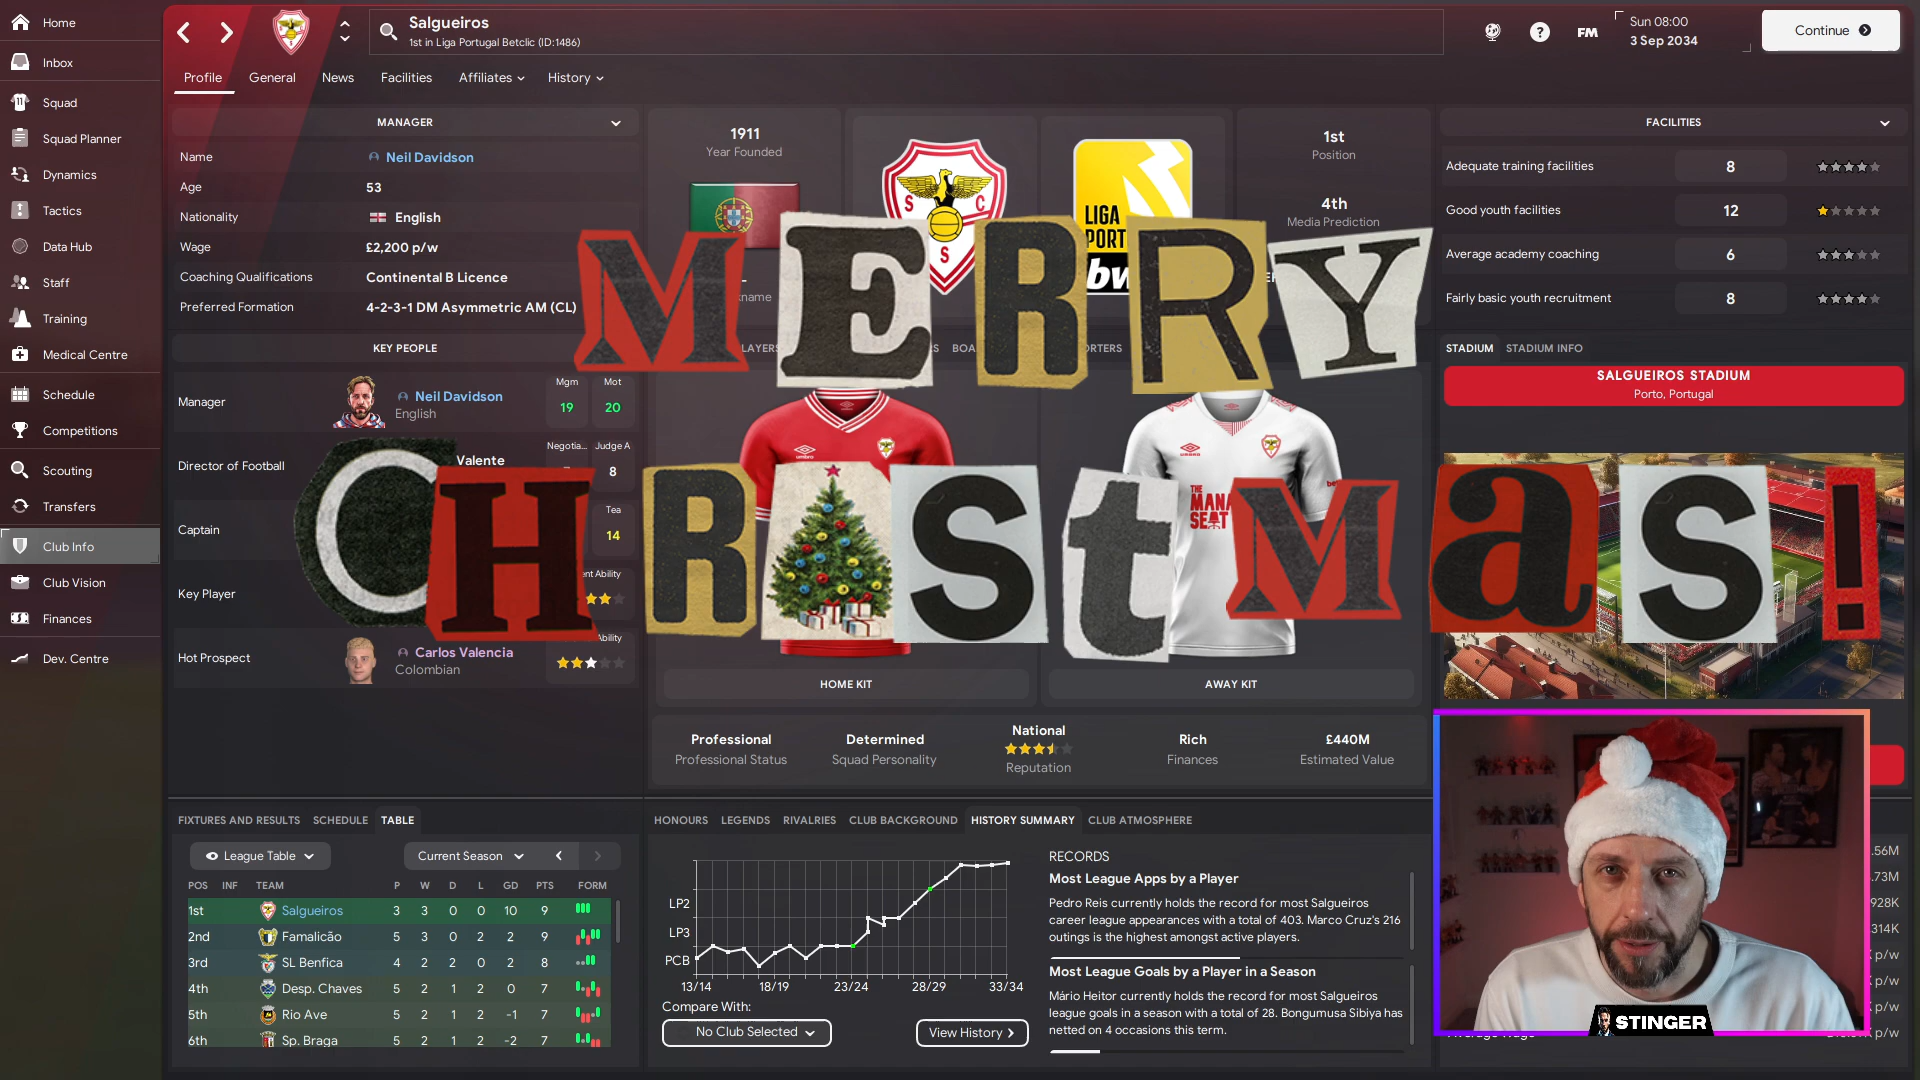 Home
Inbox
Squad
Squad Planner
Dynamics
Tactics
Data Hub
Staff
Training
Medical Centre
Schedule
Competitions
Scouting
Transfers
Club Info
Club Vision
Finances
Dev. Centre
Salgueiros
1st in Liga Portugal Betclic (ID:1486)
FM
Sun 08:00
3 Sep 2034
Continue
Profile General News Facilities Affiliates History
MANAGER
Name Neil Davidson
Age 53
Nationality English
Wage £2,200 p/w
Coaching Qualifications Continental B Licence
Preferred Formation 4-2-3-1 DM Asymmetric AM (CL)
KEY PEOPLE
Manager Neil Davidson
English
Mgm Mot
19 20
Director of Football Valente
Negotia... Judge A
8
Captain
Tea
14
Key Player
Hot Prospect Carlos Valencia
Colombian
1911
Year Founded
SCS
LIGA
1st
Position
4th
Media Prediction
MERRY
CHRStMaS!
HOME KIT
AWAY KIT
umbro
umbro
THE
Professional
Professional Status
Determined
Squad Personality
National
Reputation
Rich
Finances
£440M
Estimated Value
FACILITIES
Adequate training facilities 8
Good youth facilities 12
Average academy coaching 6
Fairly basic youth recruitment 8
STADIUM STADIUM INFO
SALGUEIROS STADIUM
Porto, Portugal
FIXTURES AND RESULTS SCHEDULE TABLE
League Table Current Season
POS INF TEAM P W D L GD PTS FORM
1st Salgueiros 3 3 0 0 10 9
2nd Famalicão 5 3 0 2 2 9
3rd SL Benfica 4 2 2 0 2 8
4th Desp. Chaves 5 2 1 2 0 7
5th Rio Ave 5 2 1 2 -1 7
6th Sp. Braga 5 2 1 2 -2 7
HONOURS LEGENDS RIVALRIES CLUB BACKGROUND HISTORY SUMMARY CLUB ATMOSPHERE
LP2
LP3
PCB
13/14 18/19 23/24 28/29 33/34
Compare With:
No Club Selected
View History
RECORDS
Most League Apps by a Player
Pedro Reis currently holds the record for most Salgueiros
career league appearances with a total of 403. Marco Cruz's 216
outings is the highest amongst active players.
Most League Goals by a Player in a Season
Mário Heitor currently holds the record for most Salgueiros
league goals in a season with a total of 28. Bongumusa Sibiya has
netted on 4 occasions this term.
.56M
.73M
928K
314K
p/w
p/w
p/w
p/w
STINGER